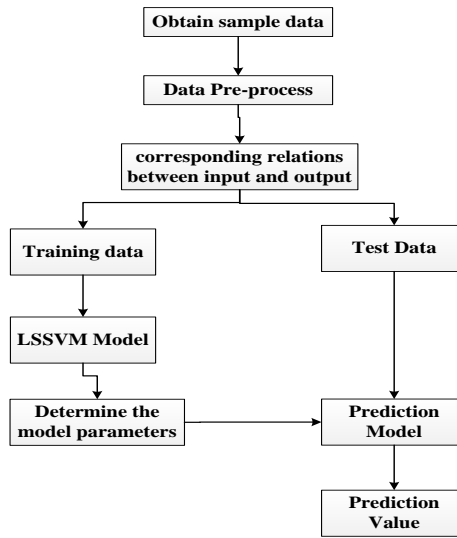 Obtain sample data
Data Pre-process
corresponding relations
between input and output
Training data
Test Data
LSSVM Model
Determine the
model parameters
Prediction
Model
Prediction
Value